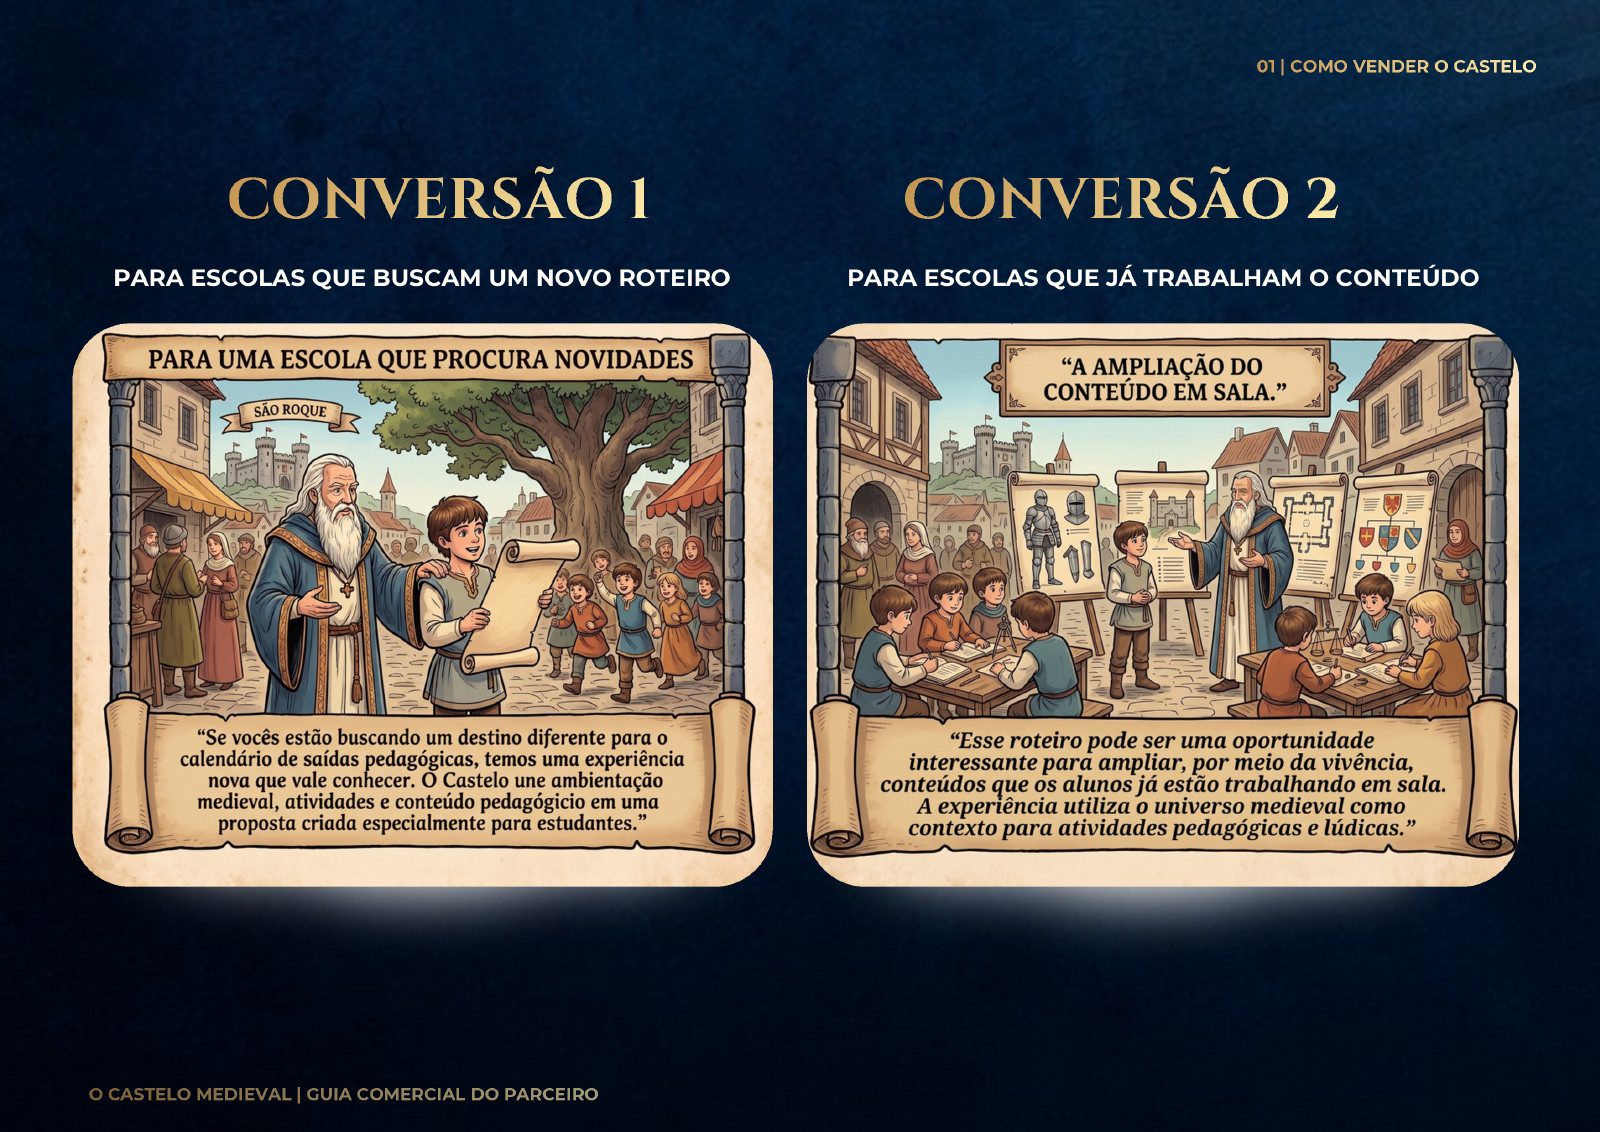 01 | COMO VENDER O CASTELO
CONVERSÃO 1
PARA ESCOLAS QUE BUSCAM UM NOVO ROTEIRO
PARA UMA ESCOLA QUE PROCURA NOVIDADES
SÃO ROQUE
“Se vocês estão buscando um destino diferente para o
calendário de saídas pedagógicas, temos uma experiência
nova que vale conhecer. O Castelo une ambientação
medieval, atividades e conteúdo pedagógicio em uma
proposta criada especialmente para estudantes.”
CONVERSÃO 2
PARA ESCOLAS QUE JÁ TRABALHAM O CONTEÚDO
“A AMPLIAÇÃO DO
CONTEÚDO EM SALA.”
“Esse roteiro pode ser uma oportunidade
interessante para ampliar, por meio da vivência,
conteúdos que os alunos já estão trabalhando em sala.
A experiência utiliza o universo medieval como
contexto para atividades pedagógicas e lúdicas.”
O CASTELO MEDIEVAL | GUIA COMERCIAL DO PARCEIRO